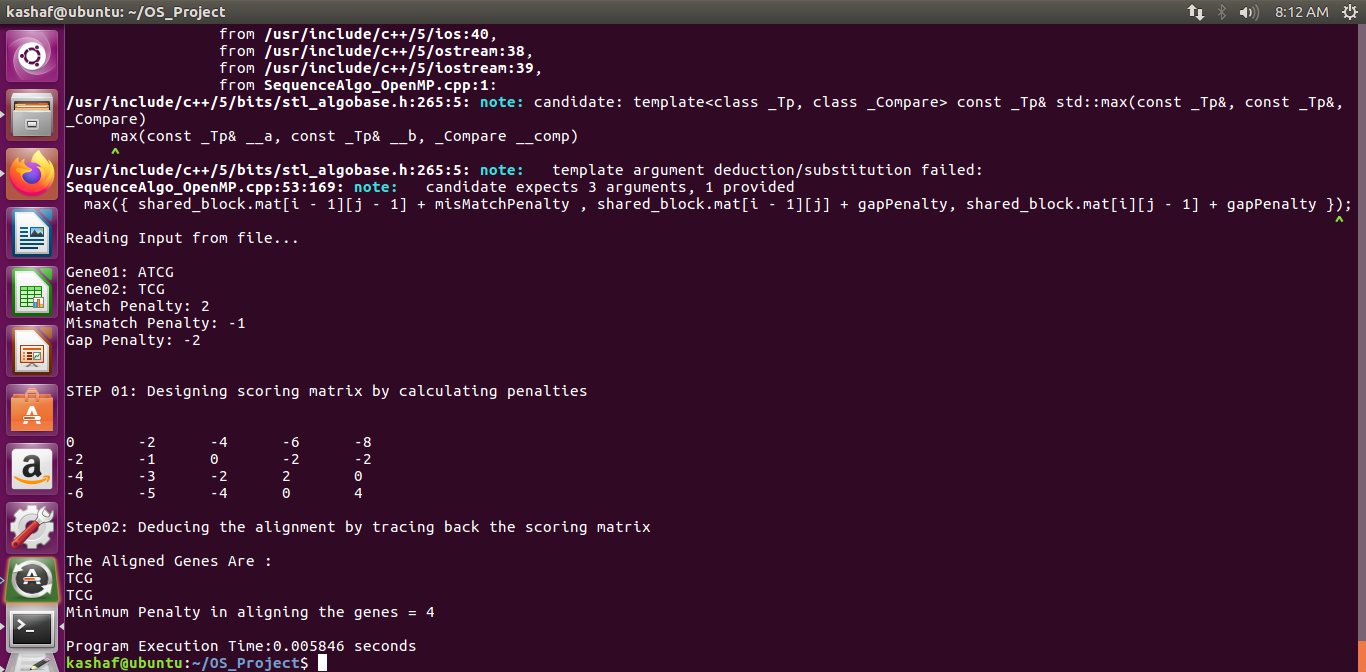 kashaf@ubuntu: ~/OS_Project
8:12 AM
from /usr/include/c++/5/ios:40,
from /usr/include/c++/5/ostream:38,
from /usr/include/c++/5/iostream:39,
from SequenceAlgo_OpenMP.cpp:1:
/usr/include/c++/5/bits/stl_algobase.h:265:5: note: candidate: template<class _Tp, class _Compare> const _Tp& std::max(const _Tp&, const _Tp&,
_Compare)
max(const _Tp& __a, const _Tp& __b, _Compare __comp)
^
/usr/include/c++/5/bits/stl_algobase.h:265:5: note:   template argument deduction/substitution failed:
SequenceAlgo_OpenMP.cpp:53:169: note:   candidate expects 3 arguments, 1 provided
max({ shared_block.mat[i - 1][j - 1] + misMatchPenalty , shared_block.mat[i - 1][j] + gapPenalty, shared_block.mat[i][j - 1] + gapPenalty });
^
Reading Input from file...
Gene01: ATCG
Gene02: TCG
Match Penalty: 2
Mismatch Penalty: -1
Gap Penalty: -2
STEP 01: Designing scoring matrix by calculating penalties
0 -2 -4 -6 -8
-2 -1 0 -2 -2
-4 -3 -2 2 0
-6 -5 -4 0 4
Step02: Deducing the alignment by tracing back the scoring matrix
The Aligned Genes Are :
TCG
TCG
Minimum Penalty in aligning the genes = 4
Program Execution Time:0.005846 seconds
kashaf@ubuntu:~/OS_Project$